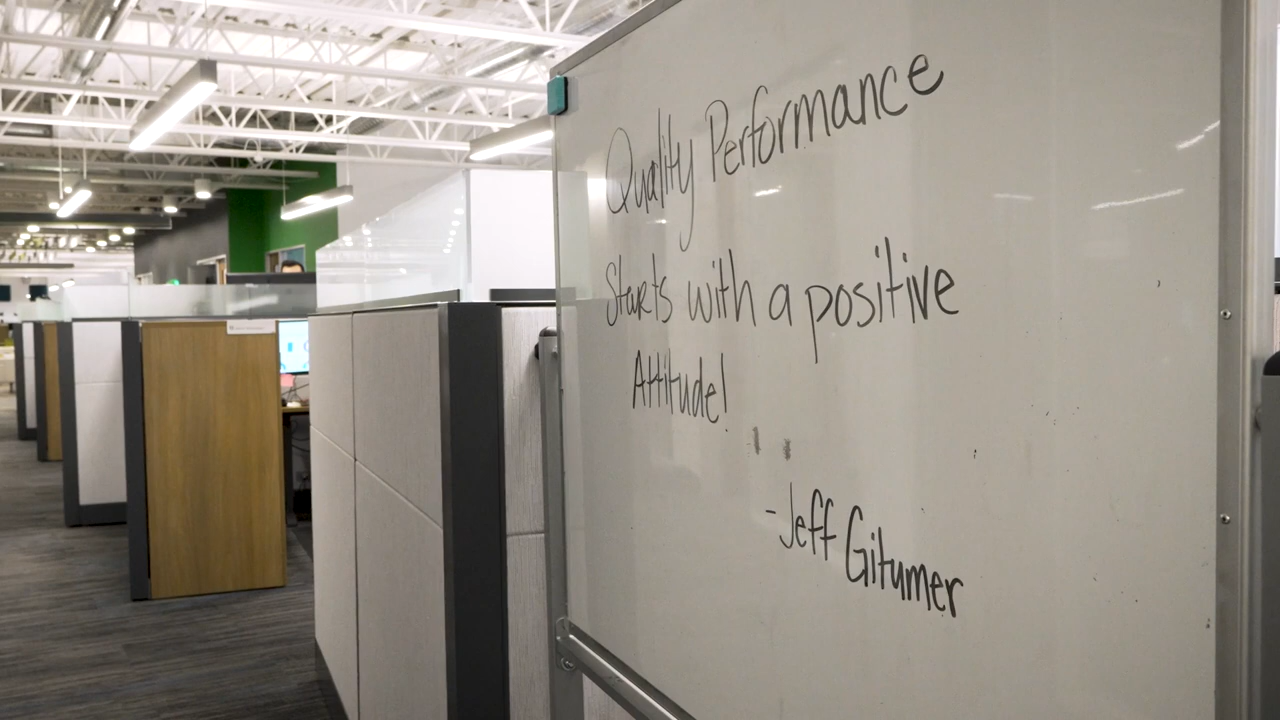 Quality Performance
Starts with a positive
Attitude!
-Jeff Gitumer